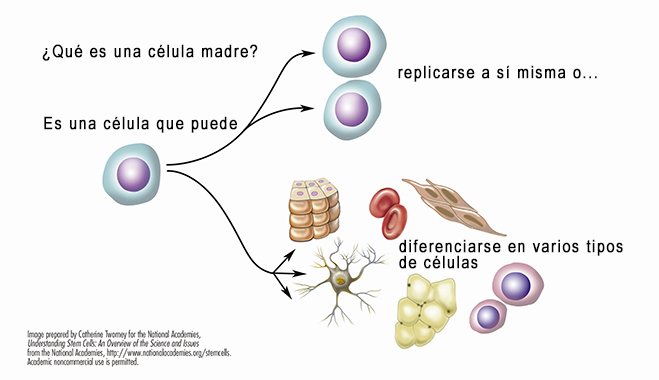 ¿Qué es una célula madre?
replicarse a sí misma o...
Es una célula que puede
diferenciarse en varios tipos
de células
Image prepared by Catherine Twomey for the National Academies,
Understanding Stem Cells: An Overview of the Science and Issues
from the National Academies, http://www.nationalacademies.org/stemcells.
Academic noncommercial use is permitted.